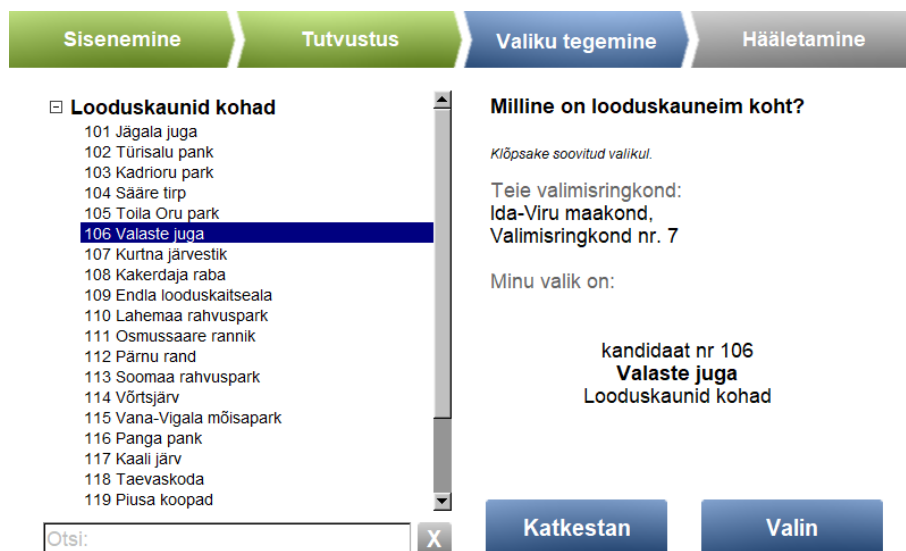 Sisenemine
Tutvustus
Valiku tegemine
Hääletamine
Looduskaunid kohad
101 Jägala juga
102 Türisalu pank
103 Kadrioru park
104 Sääre tirp
105 Toila Oru park
106 Valaste juga
107 Kurtna järvestik
108 Kakerdaja raba
109 Endla looduskaitseala
110 Lahemaa rahvuspark
111 Osmussaare rannik
112 Pärnu rand
113 Soomaa rahvuspark
114 Võrtsjärv
115 Vana-Vigala mõisapark
116 Panga pank
117 Kaali järv
118 Taevaskoda
119 Piusa koopad
Otsi:
X
Milline on looduskauneim koht?
Klõpsake soovitud valikul.
Teie valimisringkond:
Ida-Viru maakond,
Valimisringkond nr. 7
Minu valik on:
kandidaat nr 106
Valaste juga
Looduskaunid kohad
Katkestan
Valin